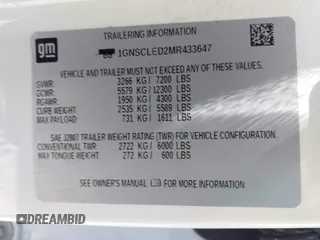 TRAILERING INFORMATION
gm
1GNSCLED2MR433647
VEHICLE AND TRAILER MUST NOT EXCEED ANY OF THESE WEIGHTS
GVWR: 3266 KG / 7200 LBS
GCWR: 5579 KG / 12300 LBS
RGAWR: 1950 KG / 4300 LBS
CURB WEIGHT: 2535 KG / 5589 LBS
MAX PAYLOAD: 731 KG / 1611 LBS
SAE J2807 TRAILER WEIGHT RATING (TWR) FOR VEHICLE CONFIGURATION.
CONVENTIONAL TWR 2722 KG / 6000 LBS
MAX TONGUE WEIGHT: 272 KG / 600 LBS
SEE OWNER'S MANUAL FOR MORE INFORMATION
DREAMBID